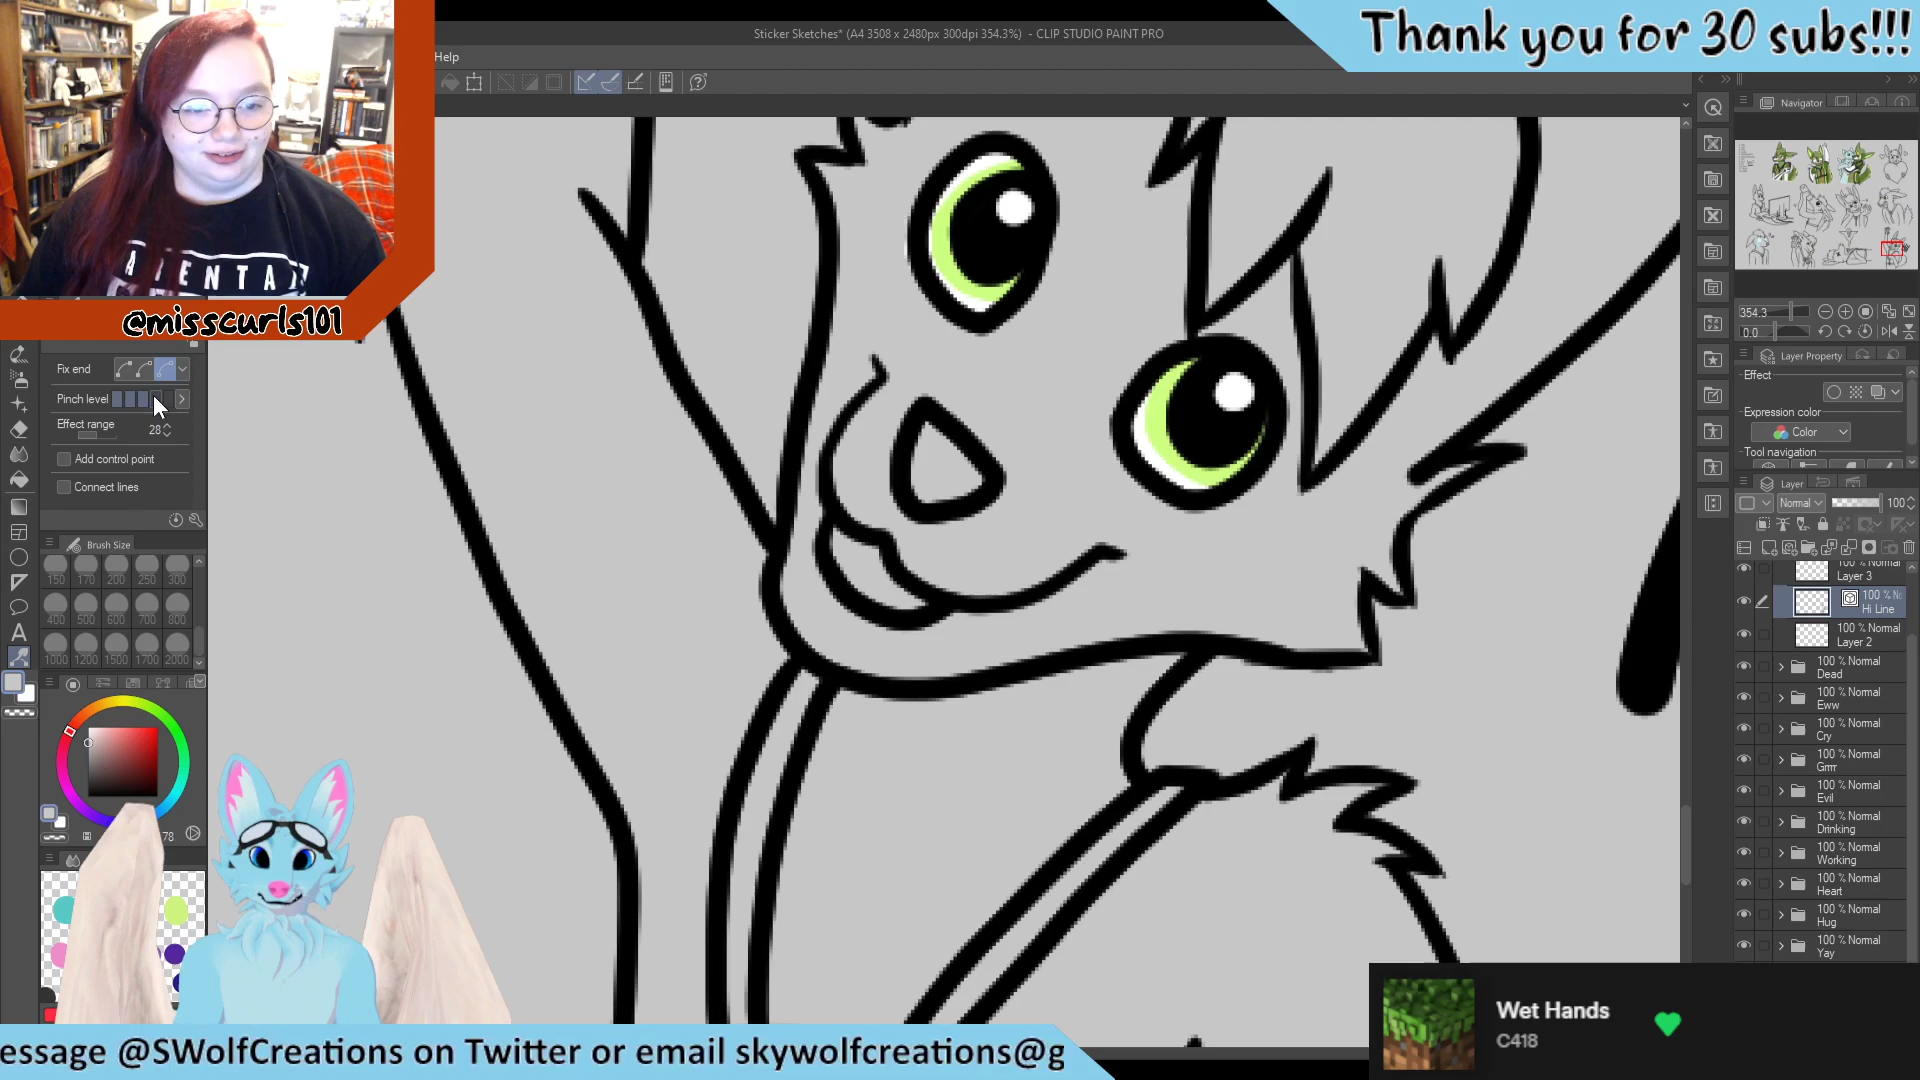 Thank you for 30 subs!!!
Sticker Sketches* (A4 3508 x 2480px 300dpi 354.3%) - CLIP STUDIO PAINT PRO
Help
@misscurls101
Navigator
354.3
0.0
Layer Property
Effect
Expression color
Color
Tool navigation
Fix end
Pinch level
Effect range
28
Add control point
Connect lines
Brush Size
150 170 200 250 300
400 500 600 700 800
1000 1200 1500 1700 2000
78
Layer
Normal 100
100 % Normal
Layer 3
Hi Line
100 % Normal
Layer 2
100 % Normal
Dead
100 % Normal
Eww
100 % Normal
Cry
100 % Normal
Grrr
100 % Normal
Evil
100 % Normal
Drinking
100 % Normal
Working
100 % Normal
Heart
100 % Normal
Hug
100 % Normal
Yay
Wet Hands
C418
essage @SWolfCreations on Twitter or email skywolfcreations@g